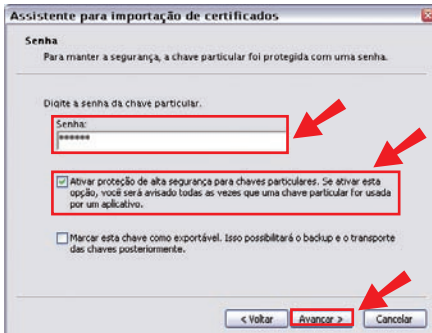 Assistente para importação de certificados
Senha
Para manter a segurança, a chave particular foi protegida com uma senha.
Digite a senha da chave particular.
Senha:
******
Ativar proteção de alta segurança para chaves particulares. Se ativar esta
opção, você será avisado todas as vezes que uma chave particular for usada
por um aplicativo.
Marcar esta chave como exportável. Isso possibilitará o backup e o transporte
das chaves posteriormente.
< Voltar
Avançar >
Cancelar